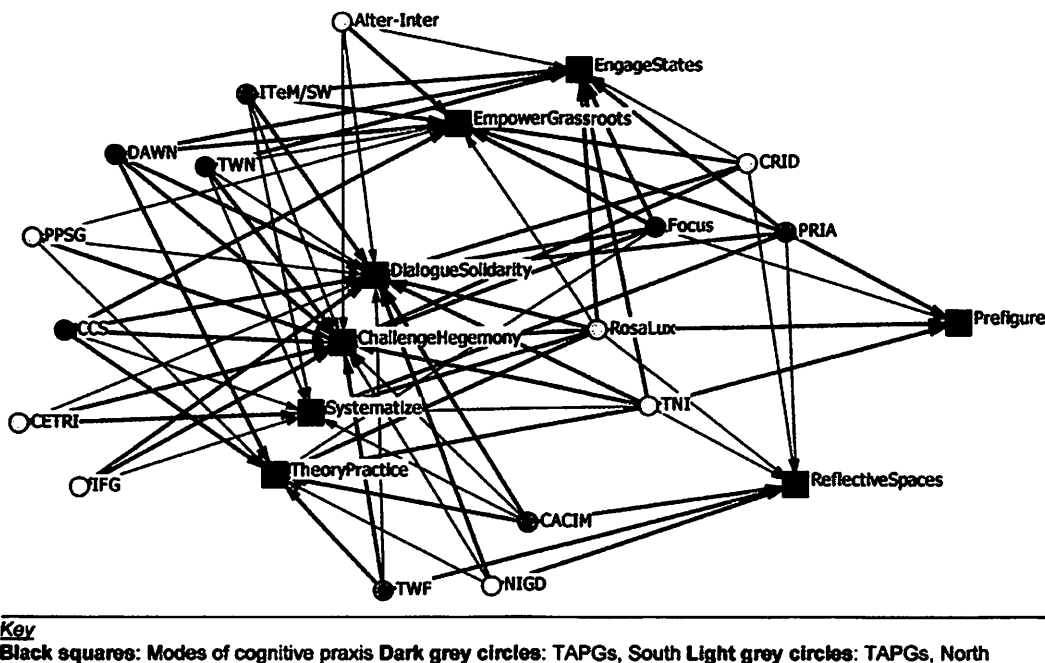 Alter-Inter
EngageStates
ITeM/SW
EmpowerGrassroots
DAWN
TWN
CRID
PPSG
Focus
PRIA
DialogueSolidarity
CCS
ChallengeHegemony
RosaLux
Prefigure
Systematize
TNI
CETRI
TheoryPractice
IFG
ReflectiveSpaces
CACIM
TWF
NIGD
Key
Black squares: Modes of cognitive praxis Dark grey circles: TAPGs, South Light grey circles: TAPGs, North